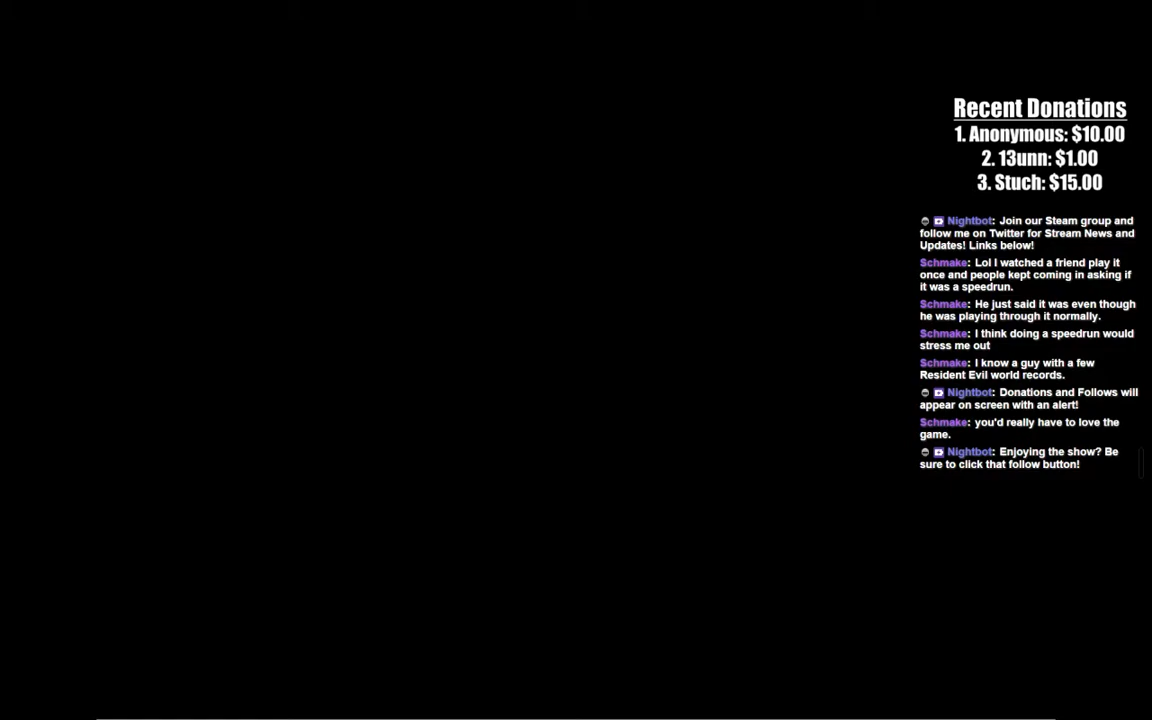 Recent Donations
1. Anonymous: $10.00
2. 13unn: $1.00
3. Stuch: $15.00
Nightbot: Join our Steam group and
follow me on Twitter for Stream News and
Updates! Links below!
Schmake: Lol I watched a friend play it
once and people kept coming in asking if
it was a speedrun.
Schmake: He just said it was even though
he was playing through it normally.
Schmake: I think doing a speedrun would
stress me out
Schmake: I know a guy with a few
Resident Evil world records.
Nightbot: Donations and Follows will
appear on screen with an alert!
Schmake: you'd really have to love the
game.
Nightbot: Enjoying the show? Be
sure to click that follow button!